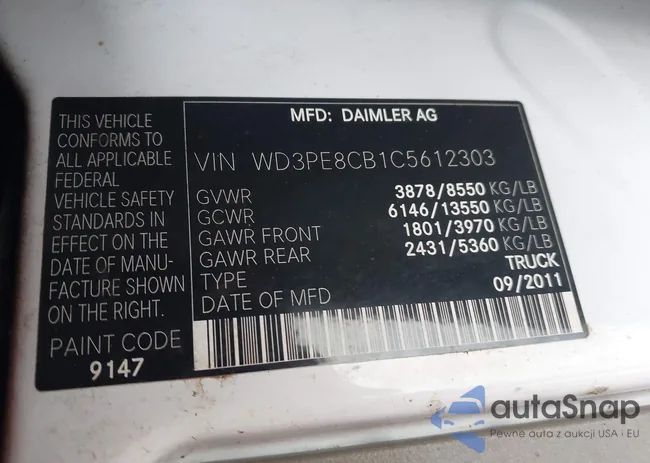 MFD: DAIMLER AG
THIS VEHICLE
CONFORMS TO
ALL APPLICABLE
FEDERAL
VEHICLE SAFETY
STANDARDS IN
EFFECT ON THE
DATE OF MANU-
FACTURE SHOWN
ON THE RIGHT.
PAINT CODE
9147
VIN WD3PE8CB1C5612303
GVWR 3878/8550 KG/LB
GCWR 6146/13550 KG/LB
GAWR FRONT 1801/3970 KG/LB
GAWR REAR 2431/5360 KG/LB
TYPE TRUCK
DATE OF MFD 09/2011
autaSnap
Pewne auta z aukcji USA i EU